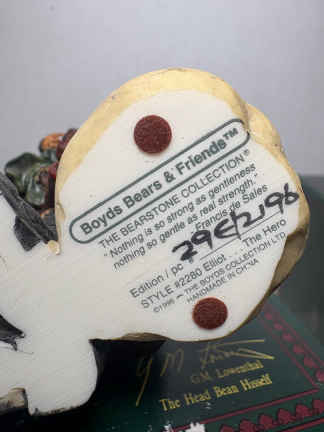 Boyds Bears & Friends™
THE BEARSTONE COLLECTION®
"Nothing is so strong as gentleness
nothing so gentle as real strength."
Francis de Sales
Edition / pc 79E/2196
STYLE #2280 Elliot . . . The Hero
©1996 THE BOYDS COLLECTION LTD
HANDMADE IN CHINA
GM Lowenthal
The Head Bean Hisself